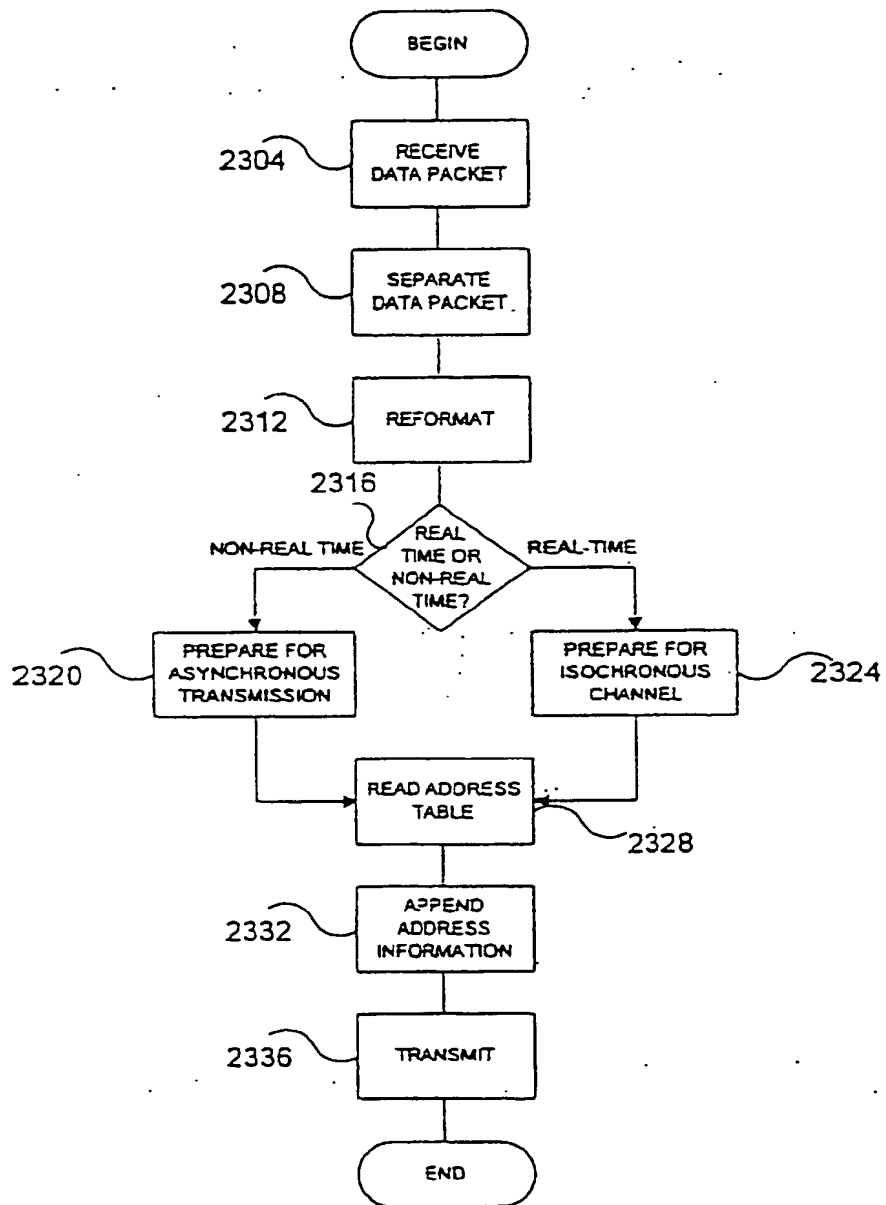 BEGIN
2304
RECEIVE
DATA PACKET
2308
SEPARATE
DATA PACKET
2312
REFORMAT
2316
NON-REAL TIME
REAL
TIME OR
NON-REAL
TIME?
REAL-TIME
2320
PREPARE FOR
ASYNCHRONOUS
TRANSMISSION
PREPARE FOR
ISOCHRONOUS
CHANNEL
2324
READ ADDRESS
TABLE
2328
2332
APPEND
ADDRESS
INFORMATION
2336
TRANSMIT
END